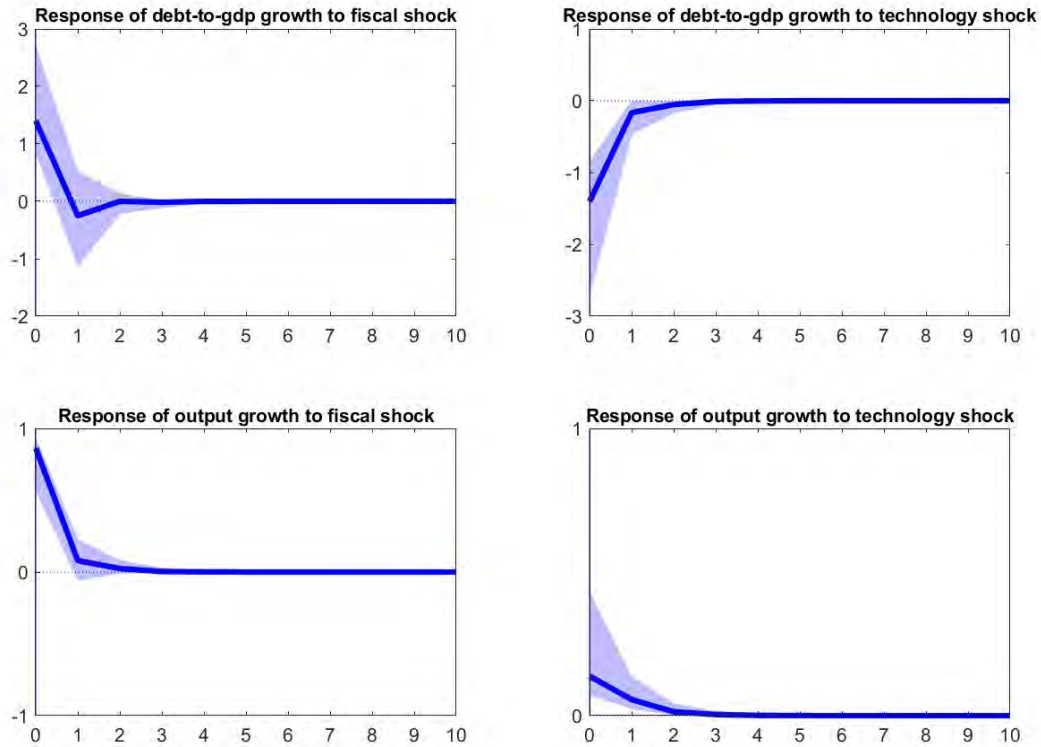 Response of debt-to-gdp growth to fiscal shock
3
2
1
0
-1
-2
0 1 2 3 4 5 6 7 8 9 10
Response of debt-to-gdp growth to technology shock
1
0
-1
-2
-3
0 1 2 3 4 5 6 7 8 9 10
Response of output growth to fiscal shock
1
0
-1
0 1 2 3 4 5 6 7 8 9 10
Response of output growth to technology shock
1
0
0 1 2 3 4 5 6 7 8 9 10